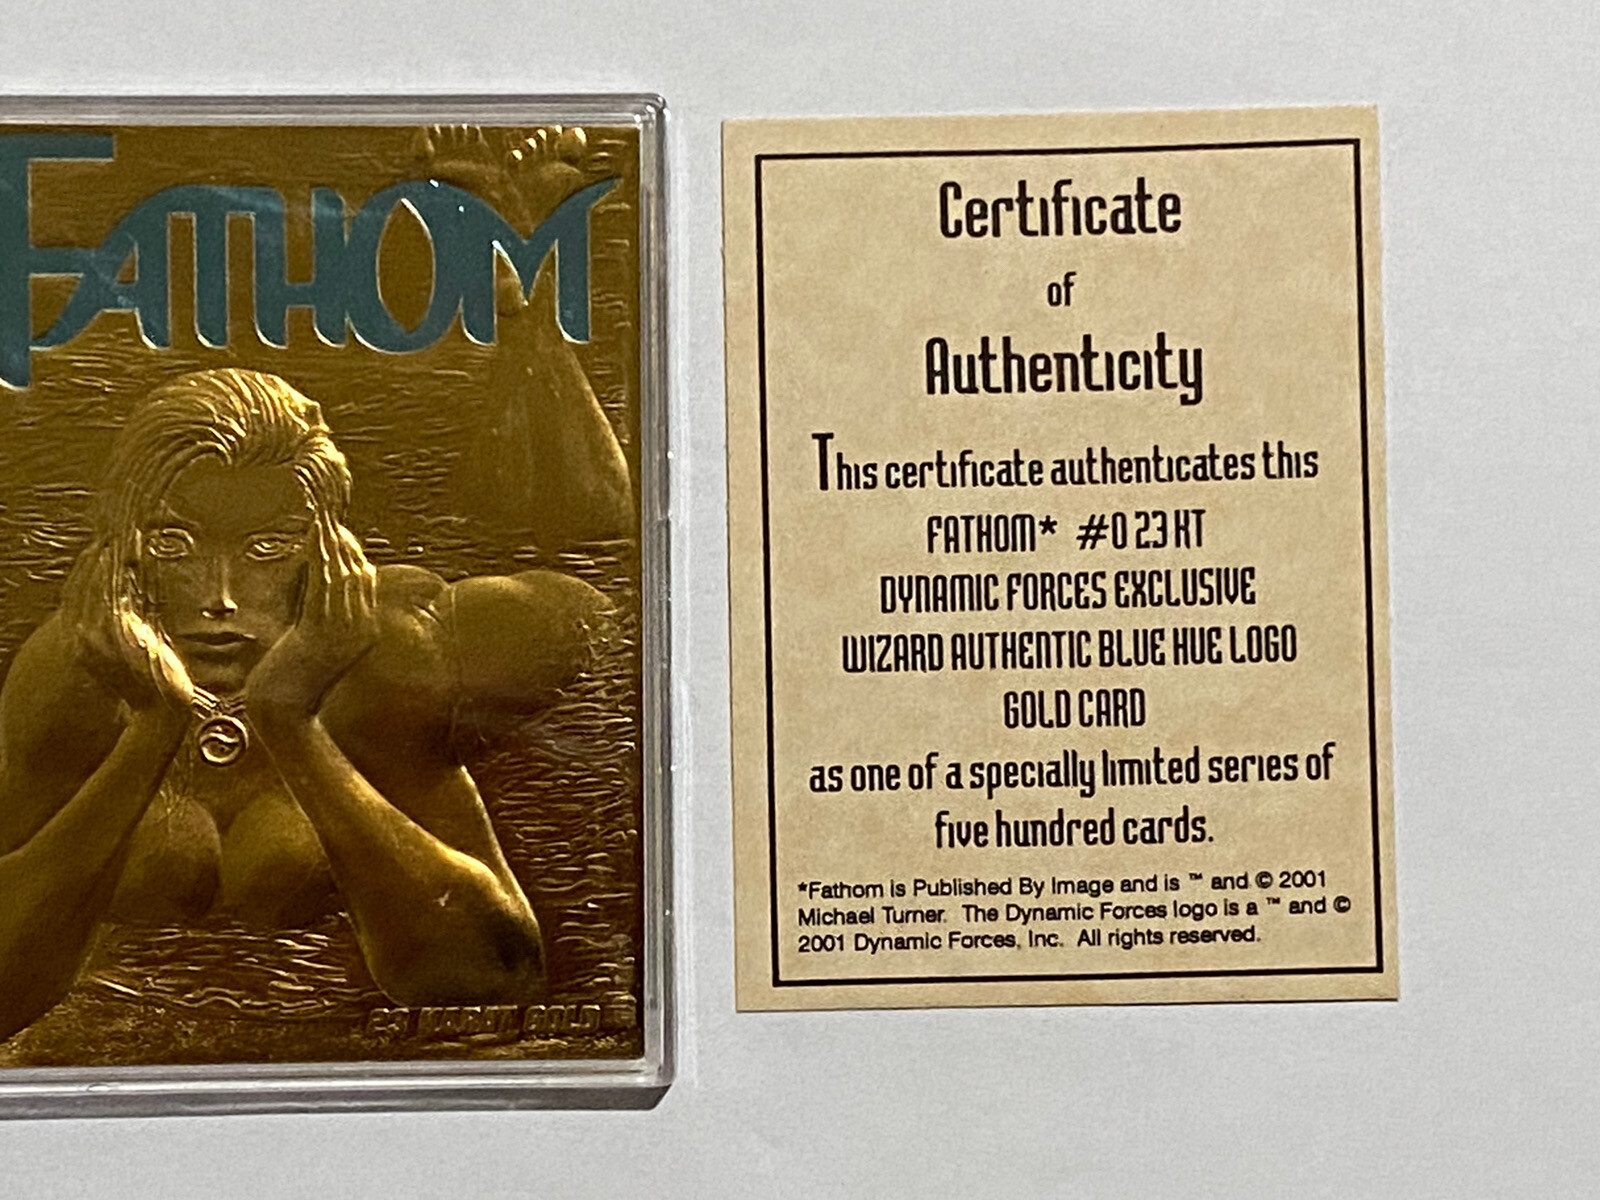 FATHOM
23 KARAT GOLD
Certificate
of
Authenticity
This certificate authenticates this
FATHOM* #0 23 KT
DYNAMIC FORCES EXCLUSIVE
WIZARD AUTHENTIC BLUE HUE LOGO
GOLD CARD
as one of a specially limited series of
five hundred cards.
*Fathom is Published By Image and is ™ and © 2001
Michael Turner. The Dynamic Forces logo is a ™ and ©
2001 Dynamic Forces, Inc. All rights reserved.